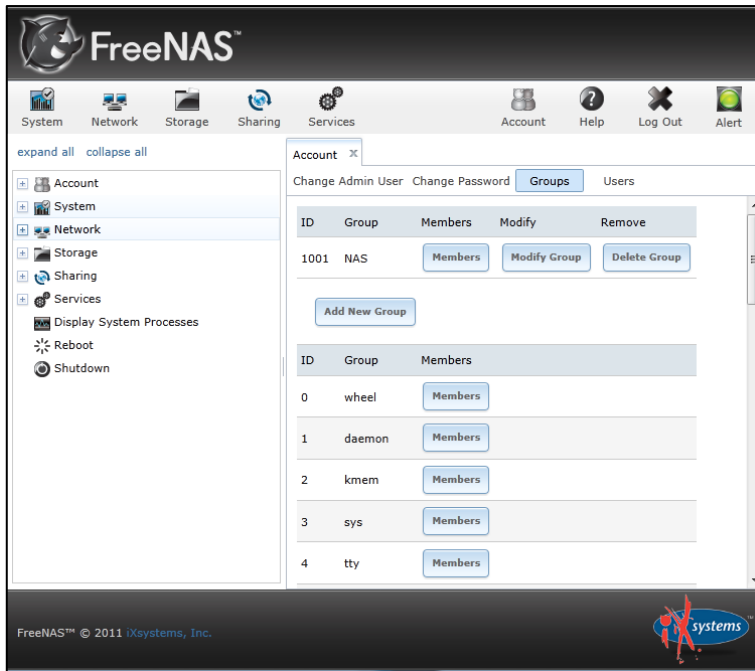 FreeNAS™
System Network Storage Sharing Services Account Help Log Out Alert
expand all collapse all
Account
System
Network
Storage
Sharing
Services
Display System Processes
Reboot
Shutdown
Account X
Change Admin User Change Password Groups Users
ID Group Members Modify Remove
1001 NAS Members Modify Group Delete Group
Add New Group
ID Group Members
0 wheel Members
1 daemon Members
2 kmem Members
3 sys Members
4 tty Members
FreeNAS™ © 2011 iXsystems, Inc.
iXsystems™